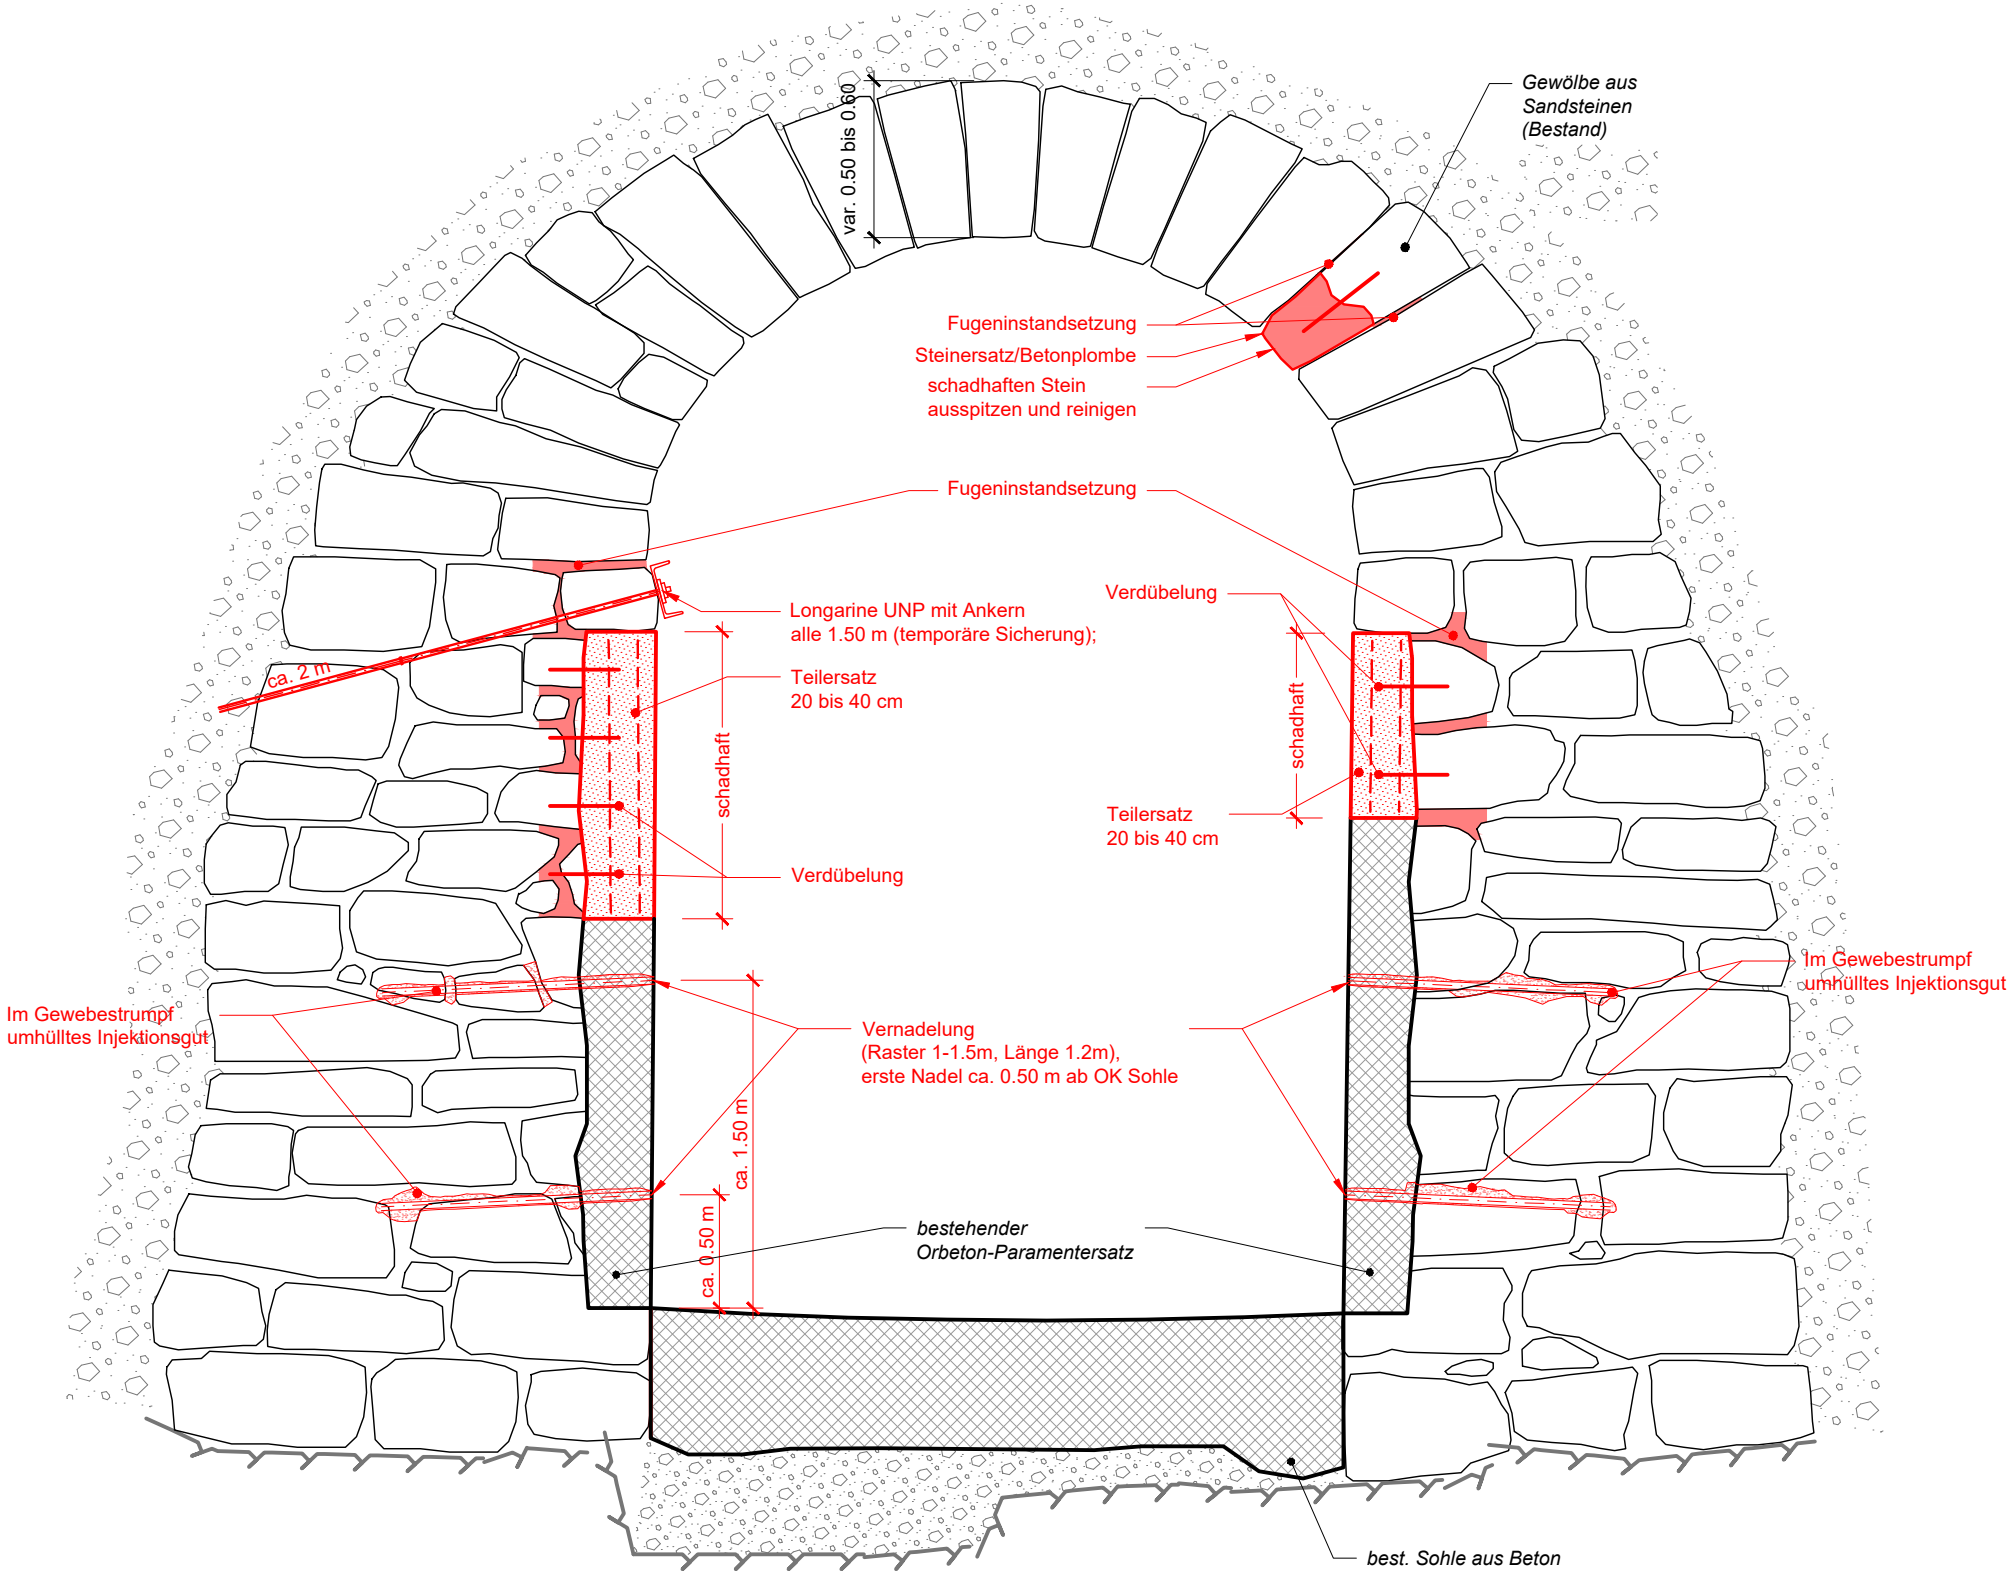 var. 0.50 bis 0.60
Gewölbe aus
Sandsteinen
(Bestand)
Fugeninstandsetzung
Steinersatz/Betonplombe
schadhaften Stein
ausspitzen und reinigen
Fugeninstandsetzung
Longarine UNP mit Ankern
alle 1.50 m (temporäre Sicherung);
ca. 2 m
Teilersatz
20 bis 40 cm
schadhaft
Verdübelung
Verdübelung
schadhaft
Teilersatz
20 bis 40 cm
Im Gewebestrumpf
umhülltes Injektionsgut
Im Gewebestrumpf
umhülltes Injektionsgut
Vernadelung
(Raster 1-1.5m, Länge 1.2m),
erste Nadel ca. 0.50 m ab OK Sohle
ca. 1.50 m
ca. 0.50 m
bestehender
Orbeton-Paramentersatz
best. Sohle aus Beton